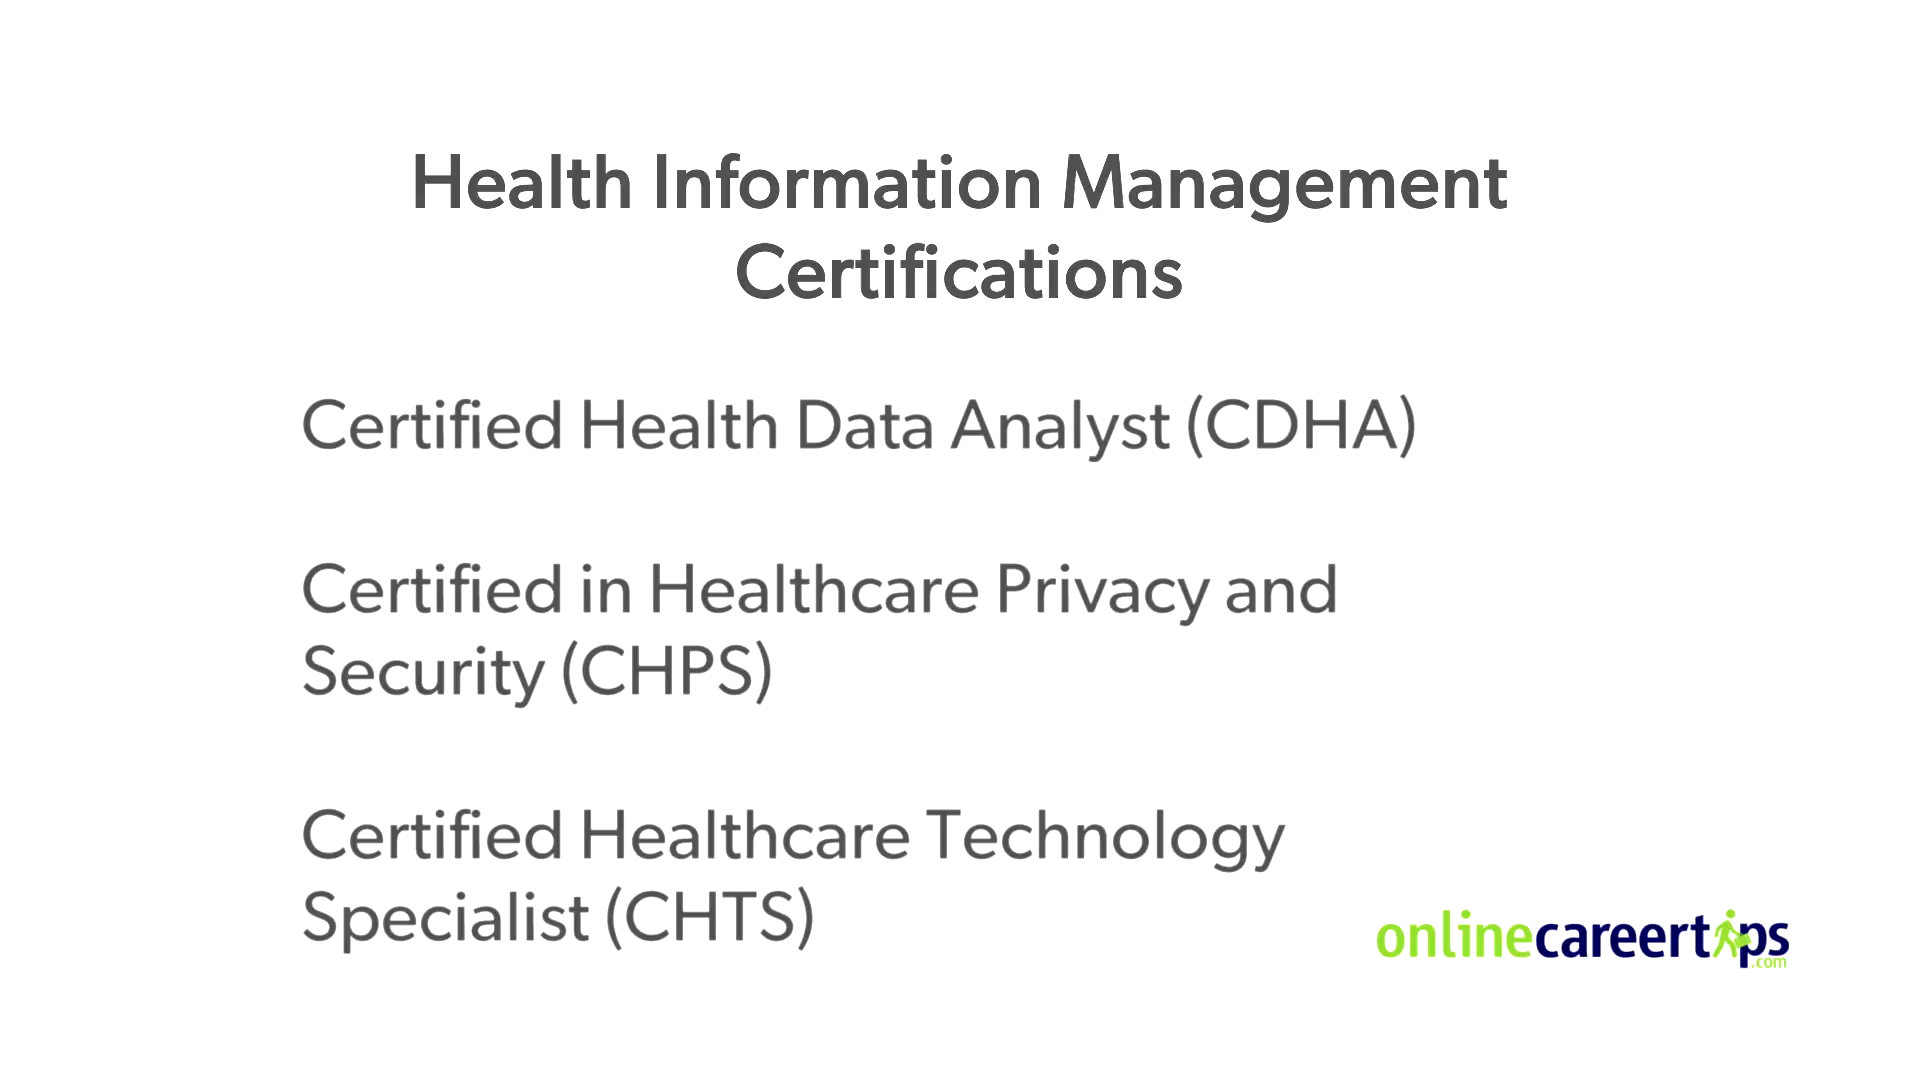 Health Information Management
Certifications
Certified Health Data Analyst (CDHA)
Certified in Healthcare Privacy and
Security (CHPS)
Certified Healthcare Technology
Specialist (CHTS)
onlinecareertips
.com